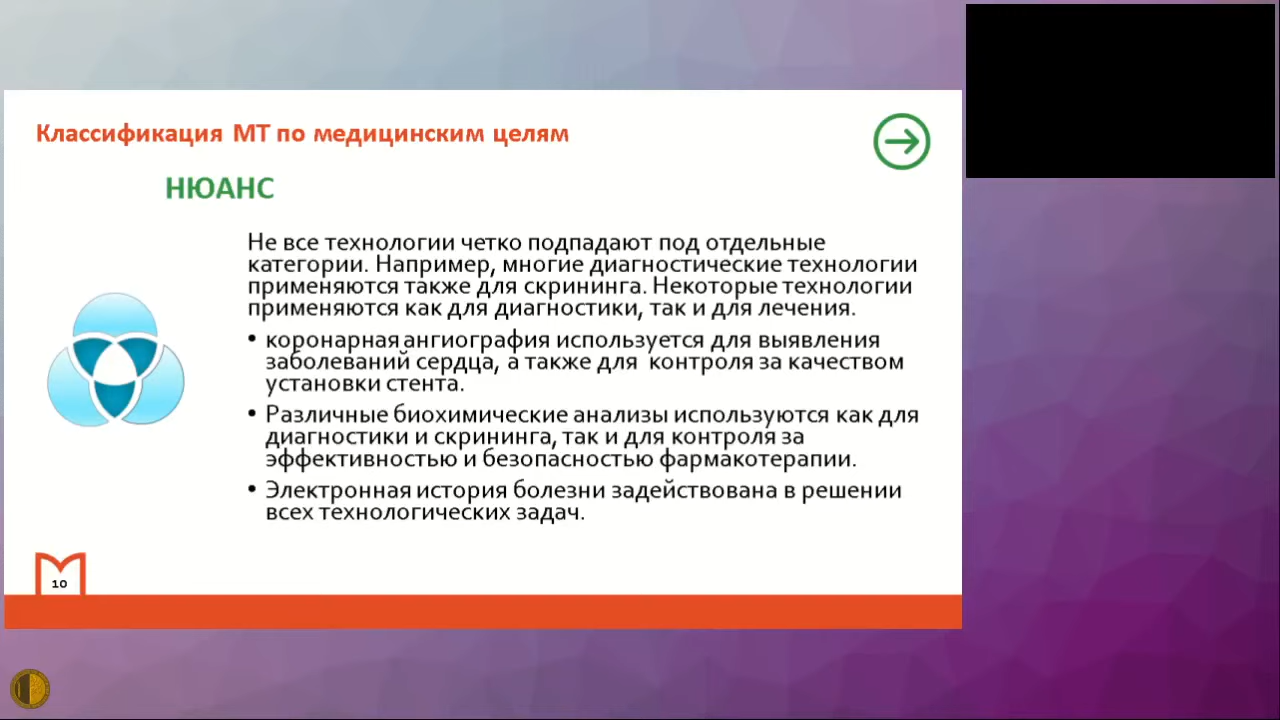 Классификация МТ по медицинским целям
НЮАНС
Не все технологии четко подпадают под отдельные
категории. Например, многие диагностические технологии
применяются также для скрининга. Некоторые технологии
применяются как для диагностики, так и для лечения.
• коронарная ангиография используется для выявления
заболеваний сердца, а также для контроля за качеством
установки стента.
• Различные биохимические анализы используются как для
диагностики и скрининга, так и для контроля за
эффективностью и безопасностью фармакотерапии.
• Электронная история болезни задействована в решении
всех технологических задач.
10